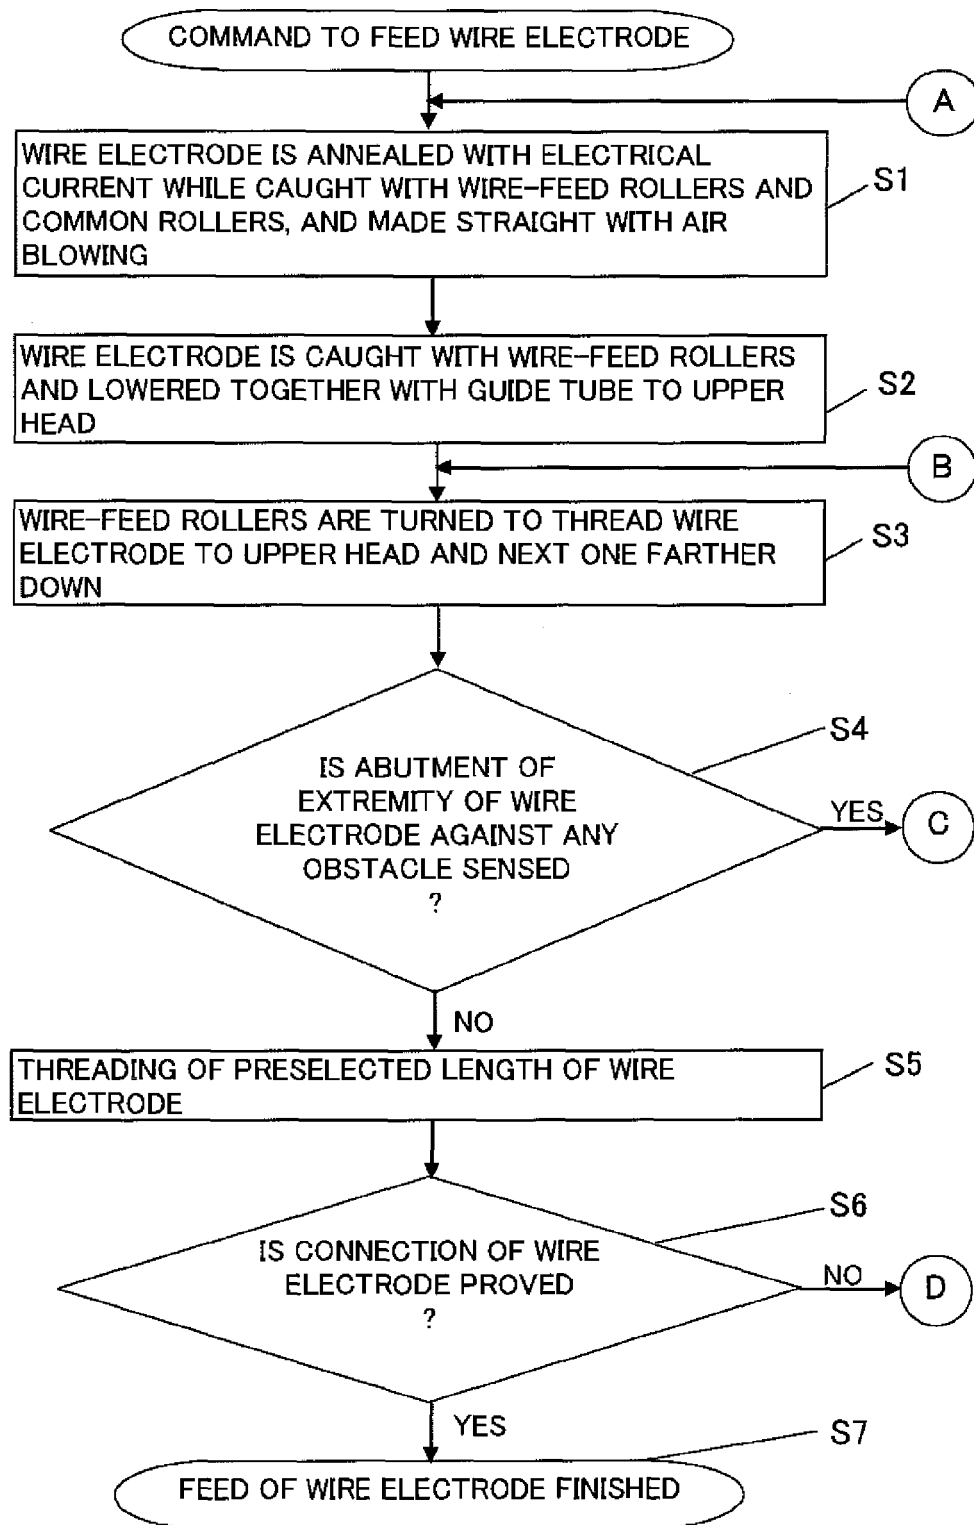 COMMAND TO FEED WIRE ELECTRODE
A
WIRE ELECTRODE IS ANNEALED WITH ELECTRICAL
CURRENT WHILE CAUGHT WITH WIRE-FEED ROLLERS AND
COMMON ROLLERS, AND MADE STRAIGHT WITH AIR
BLOWING
S1
WIRE ELECTRODE IS CAUGHT WITH WIRE-FEED ROLLERS
AND LOWERED TOGETHER WITH GUIDE TUBE TO UPPER
HEAD
S2
B
WIRE-FEED ROLLERS ARE TURNED TO THREAD WIRE
ELECTRODE TO UPPER HEAD AND NEXT ONE FARTHER
DOWN
S3
S4
IS ABUTMENT OF
EXTREMITY OF WIRE
ELECTRODE AGAINST ANY
OBSTACLE SENSED
?
YES
C
NO
THREADING OF PRESELECTED LENGTH OF WIRE
ELECTRODE
S5
S6
IS CONNECTION OF WIRE
ELECTRODE PROVED
?
NO
D
YES
S7
FEED OF WIRE ELECTRODE FINISHED